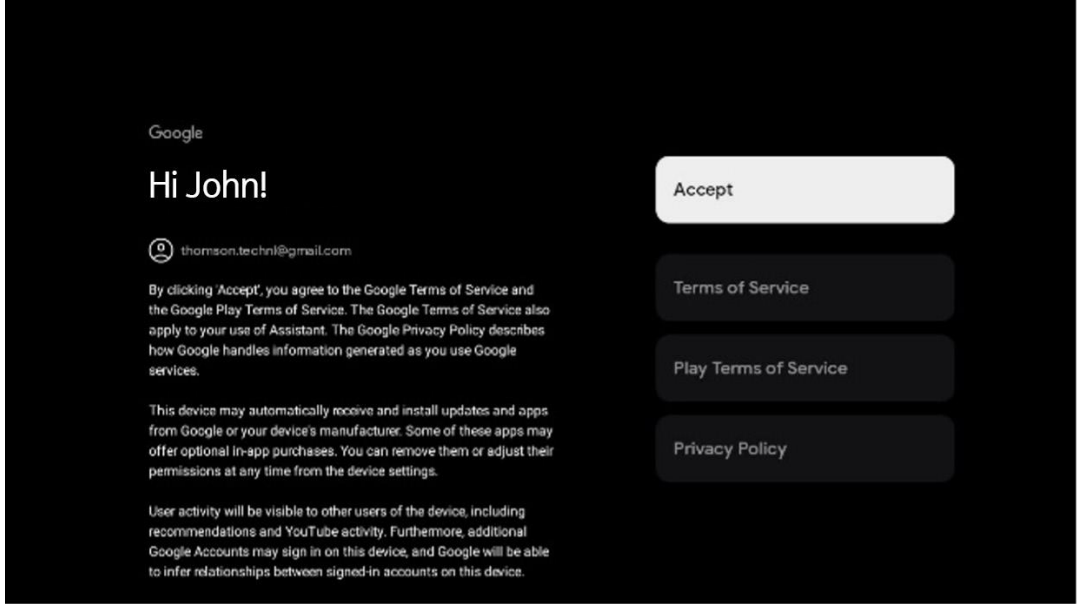 Google
Hi John!
thomson.technl@gmail.com
By clicking 'Accept', you agree to the Google Terms of Service and
the Google Play Terms of Service. The Google Terms of Service also
apply to your use of Assistant. The Google Privacy Policy describes
how Google handles information generated as you use Google
services.
This device may automatically receive and install updates and apps
from Google or your device's manufacturer. Some of these apps may
offer optional in-app purchases. You can remove them or adjust their
permissions at any time from the device settings.
User activity will be visible to other users of the device, including
recommendations and YouTube activity. Furthermore, additional
Google Accounts may sign in on this device, and Google will be able
to infer relationships between signed-in accounts on this device.
Accept
Terms of Service
Play Terms of Service
Privacy Policy